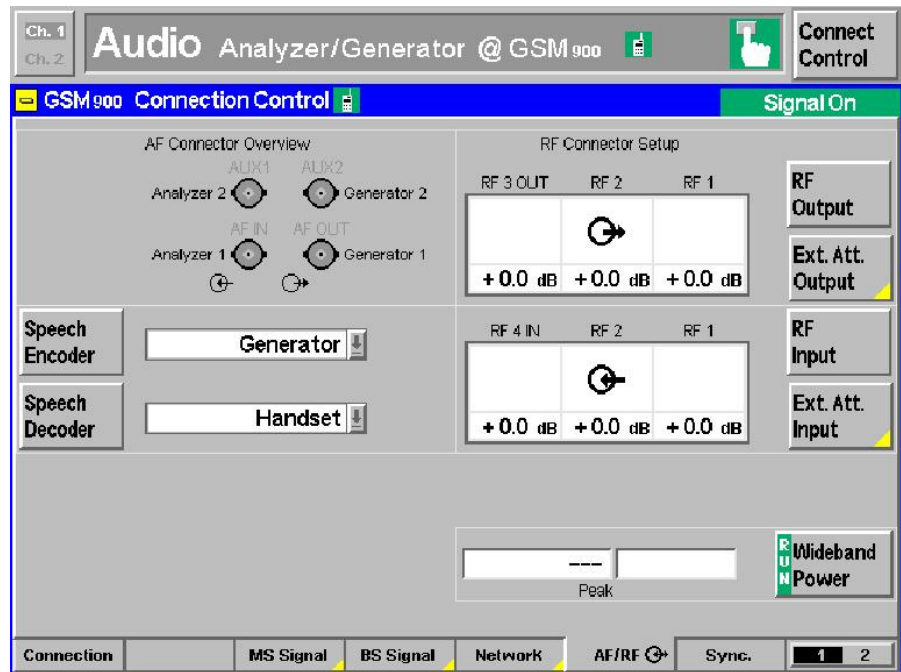 Ch. 1
Ch. 2
Audio Analyzer/Generator @ GSM 900
Connect Control
GSM 900 Connection Control
Signal On
AF Connector Overview
AUX1 AUX2
Analyzer 2 Generator 2
AF IN AF OUT
Analyzer 1 Generator 1
RF Connector Setup
RF 3 OUT RF 2 RF 1
+0.0 dB +0.0 dB +0.0 dB
RF Output
Ext. Att. Output
Speech Encoder
Generator
Speech Decoder
Handset
RF 4 IN RF 2 RF 1
+0.0 dB +0.0 dB +0.0 dB
RF Input
Ext. Att. Input
---
Peak
RUN
Wideband Power
Connection MS Signal BS Signal Network AF/RF Sync. 1 2